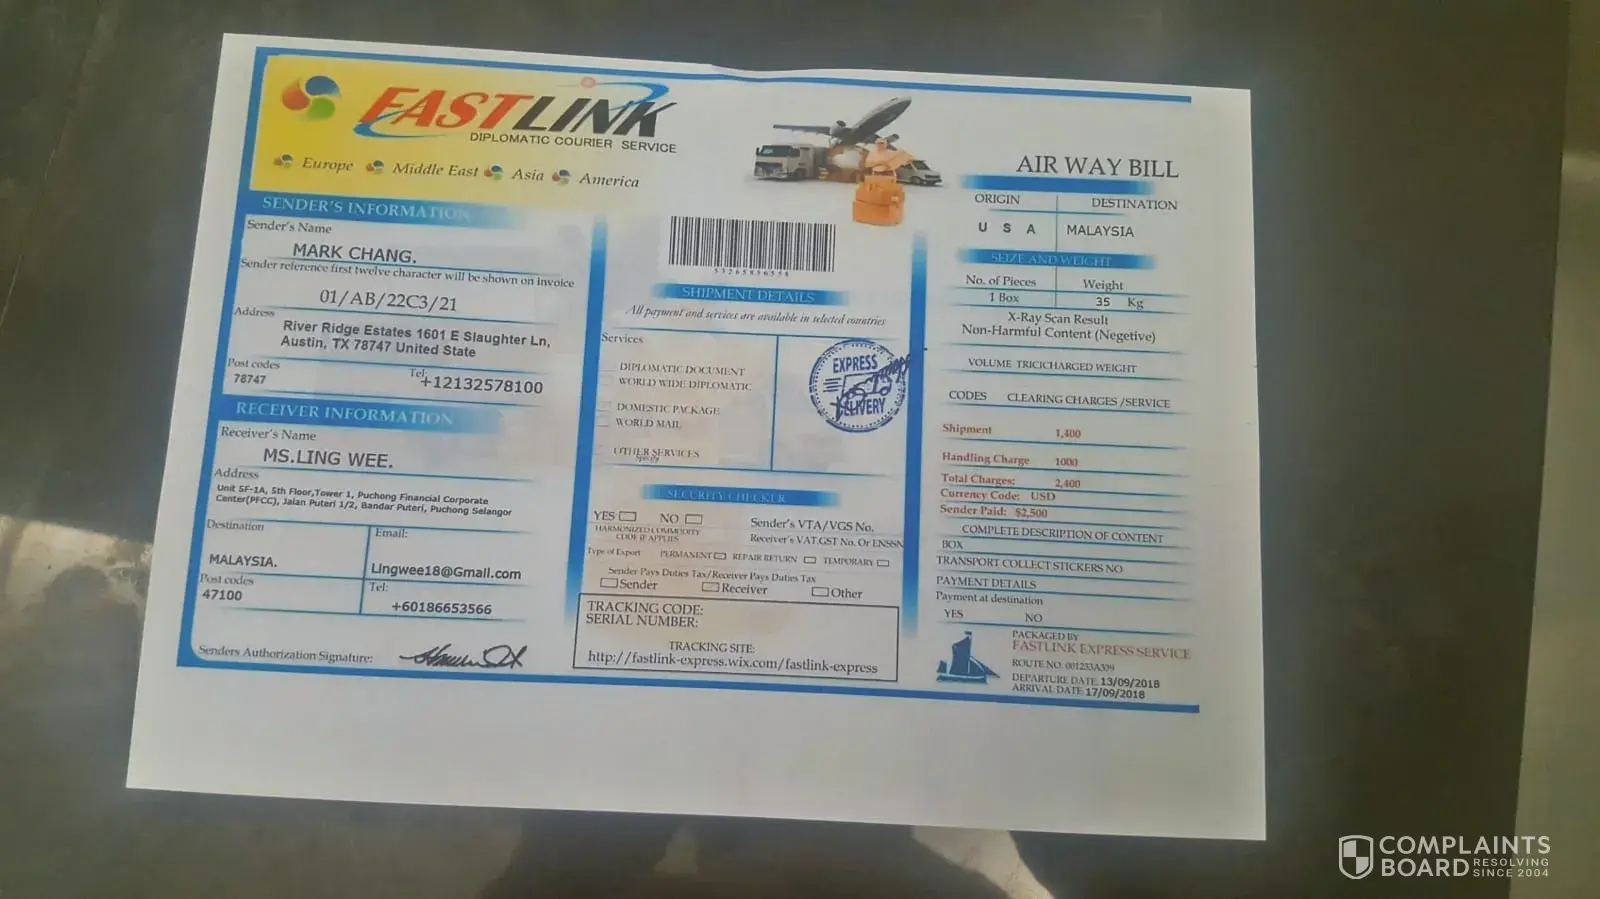 FASTLINK
DIPLOMATIC COURIER SERVICE
Europe Middle East Asia America
SENDER'S INFORMATION
Sender's Name
MARK CHANG.
Sender reference first twelve character will be shown on invoice
01/AB/22C3/21
Address
River Ridge Estates 1601 E Slaughter Ln,
Austin, TX 78747 United State
Post codes
78747
Tel:
+12132578100
RECEIVER INFORMATION
Receiver's Name
MS.LING WEE.
Address
Unit 5F-1A, 5th Floor,Tower 1, Puchong Financial Corporate
Center(PFCC), Jalan Puteri 1/2, Bandar Puteri, Puchong Selangor
Destination
MALAYSIA.
Email:
Lingwee18@Gmail.com
Post codes
47100
Tel:
+60186653566
Senders Authorization Signature:
SHIPMENT DETAILS
All payment and services are available in selected countries
Services
DIPLOMATIC DOCUMENT
WORLD WIDE DIPLOMATIC
DOMESTIC PACKAGE
WORLD MAIL
OTHER SERVICES
Specify
EXPRESS
DELIVERY
SECURITY CHECKER
YES NO
HARMONIZED COMMODITY
CODE IF APPLIES
Sender's VTA/VGS No.
Receiver's VAT.GST No. Or ENSSN
Type of Export PERMANENT REPAIR RETURN TEMPORARY
Sender Pays Duties Tax/Receiver Pays Duties Tax
Sender Receiver Other
TRACKING CODE:
SERIAL NUMBER:
TRACKING SITE:
http://fastlink-express.wix.com/fastlink-express
AIR WAY BILL
ORIGIN DESTINATION
U S A MALAYSIA
SEIZE AND WEIGHT
No. of Pieces Weight
1 Box 35 Kg
X-Ray Scan Result
Non-Harmful Content (Negetive)
VOLUME TRICICHARGED WEIGHT
CODES CLEARING CHARGES /SERVICE
Shipment 1,400
Handling Charge 1000
Total Charges: 2,400
Currency Code: USD
Sender Paid: $2,500
COMPLETE DESCRIPTION OF CONTENT
BOX
TRANSPORT COLLECT STICKERS NO
PAYMENT DETAILS
Payment at destination
YES NO
PACKAGED BY
FASTLINK EXPRESS SERVICE
ROUTE NO. 001233A309
DEPARTURE DATE 13/09/2018
ARRIVAL DATE 17/09/2018
COMPLAINTS
BOARD RESOLVING
SINCE 2004